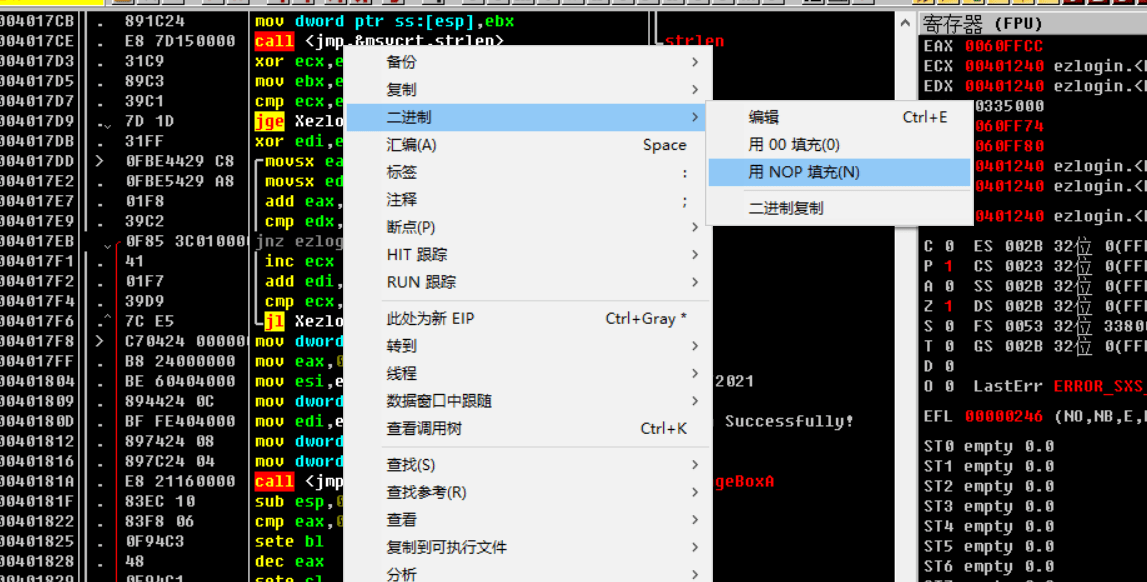 004017CB . 891C24 mov dword ptr ss:[esp],ebx
004017CE . E8 7D150000 call <jmp.&msvcrt.strlen> strlen
004017D3 . 31C9 xor ecx,e
004017D5 . 89C3 mov ebx,e
004017D7 . 39C1 cmp ecx,e
004017D9 . 7D 1D jge Xezlo
004017DB . 31FF xor edi,e
004017DD > 0FBE4429 C8 movsx ea
004017E2 . 0FBE5429 A8 movsx ed
004017E7 . 01F8 add eax,
004017E9 . 39C2 cmp edx,
004017EB 0F85 3C01000 jnz ezlog
004017F1 . 41 inc ecx
004017F2 . 01F7 add edi,
004017F4 . 39D9 cmp ecx,
004017F6 .^ 7C E5 jl Xezlo
004017F8 > C70424 00000 mov dword
004017FF . B8 24000000 mov eax,0
00401804 . BE 60404000 mov esi,e 2021
00401809 . 894424 0C mov dword
0040180D . BF FE404000 mov edi,e Successfully!
00401812 . 897424 08 mov dword
00401816 . 897C24 04 mov dword
0040181A . E8 21160000 call <jmp geBoxA
0040181F . 83EC 10 sub esp,0
00401822 . 83F8 06 cmp eax,0
00401825 . 0F94C3 sete bl
00401828 . 48 dec eax
00401829 . 0F94C1 sete cl
备份
复制
二进制
汇编(A) Space
标签 :
注释 ;
断点(P)
HIT 跟踪
RUN 跟踪
此处为新 EIP Ctrl+Gray *
转到
线程
数据窗口中跟随
查看调用树 Ctrl+K
查找(S)
查找参考(R)
查看
复制到可执行文件
分析
编辑 Ctrl+E
用 00 填充(0)
用 NOP 填充(N)
二进制复制
寄存器 (FPU)
EAX 0060FFCC
ECX 00401240 ezlogin.<
EDX 00401240 ezlogin.<
0335000
060FF74
060FF80
00401240 ezlogin.<
00401240 ezlogin.<
00401240 ezlogin.<
C 0 ES 002B 32位 0(FF
P 1 CS 0023 32位 0(FF
A 0 SS 002B 32位 0(FF
Z 1 DS 002B 32位 0(FF
S 0 FS 0053 32位 3380
T 0 GS 002B 32位 0(FF
D 0
O 0 LastErr ERROR_SXS
EFL 00000246 (NO,NB,E,
ST0 empty 0.0
ST1 empty 0.0
ST2 empty 0.0
ST3 empty 0.0
ST4 empty 0.0
ST5 empty 0.0
ST6 empty 0.0